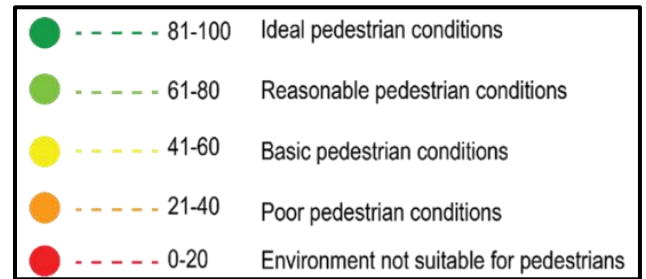 81-100 Ideal pedestrian conditions
61-80 Reasonable pedestrian conditions
41-60 Basic pedestrian conditions
21-40 Poor pedestrian conditions
0-20 Environment not suitable for pedestrians